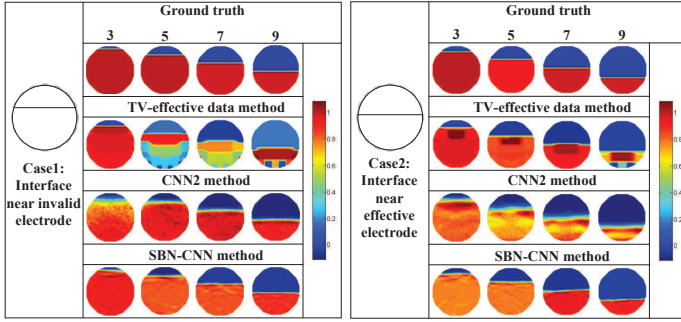 Ground truth
3 5 7 9
TV-effective data method
CNN2 method
SBN-CNN method
Case1:
Interface
near invalid
electrode
1
0.8
0.6
0.4
0.2
0
Ground truth
3 5 7 9
TV-effective data method
CNN2 method
SBN-CNN method
Case2:
Interface
near
effective
electrode
1
0.8
0.6
0.4
0.2
0